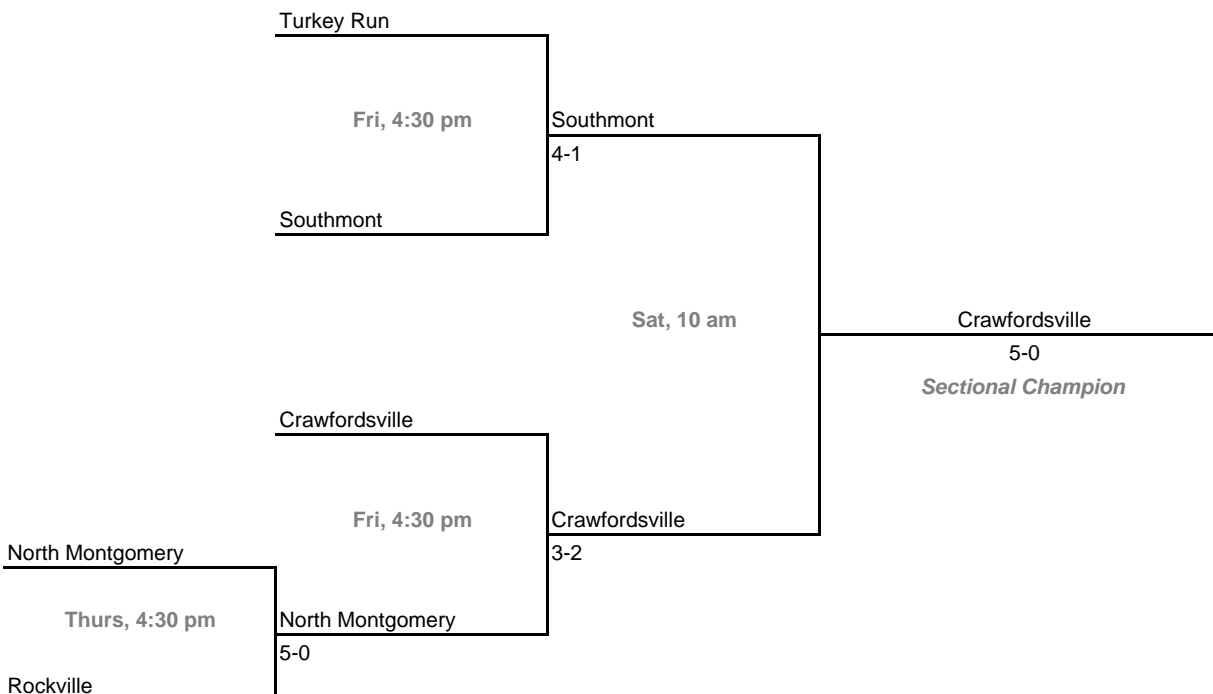 Turkey Run
Fri, 4:30 pm
Southmont
4-1
Southmont
Sat, 10 am
Crawfordsville
5-0
Sectional Champion
Crawfordsville
Fri, 4:30 pm
Crawfordsville
3-2
North Montgomery
Thurs, 4:30 pm
North Montgomery
5-0
Rockville